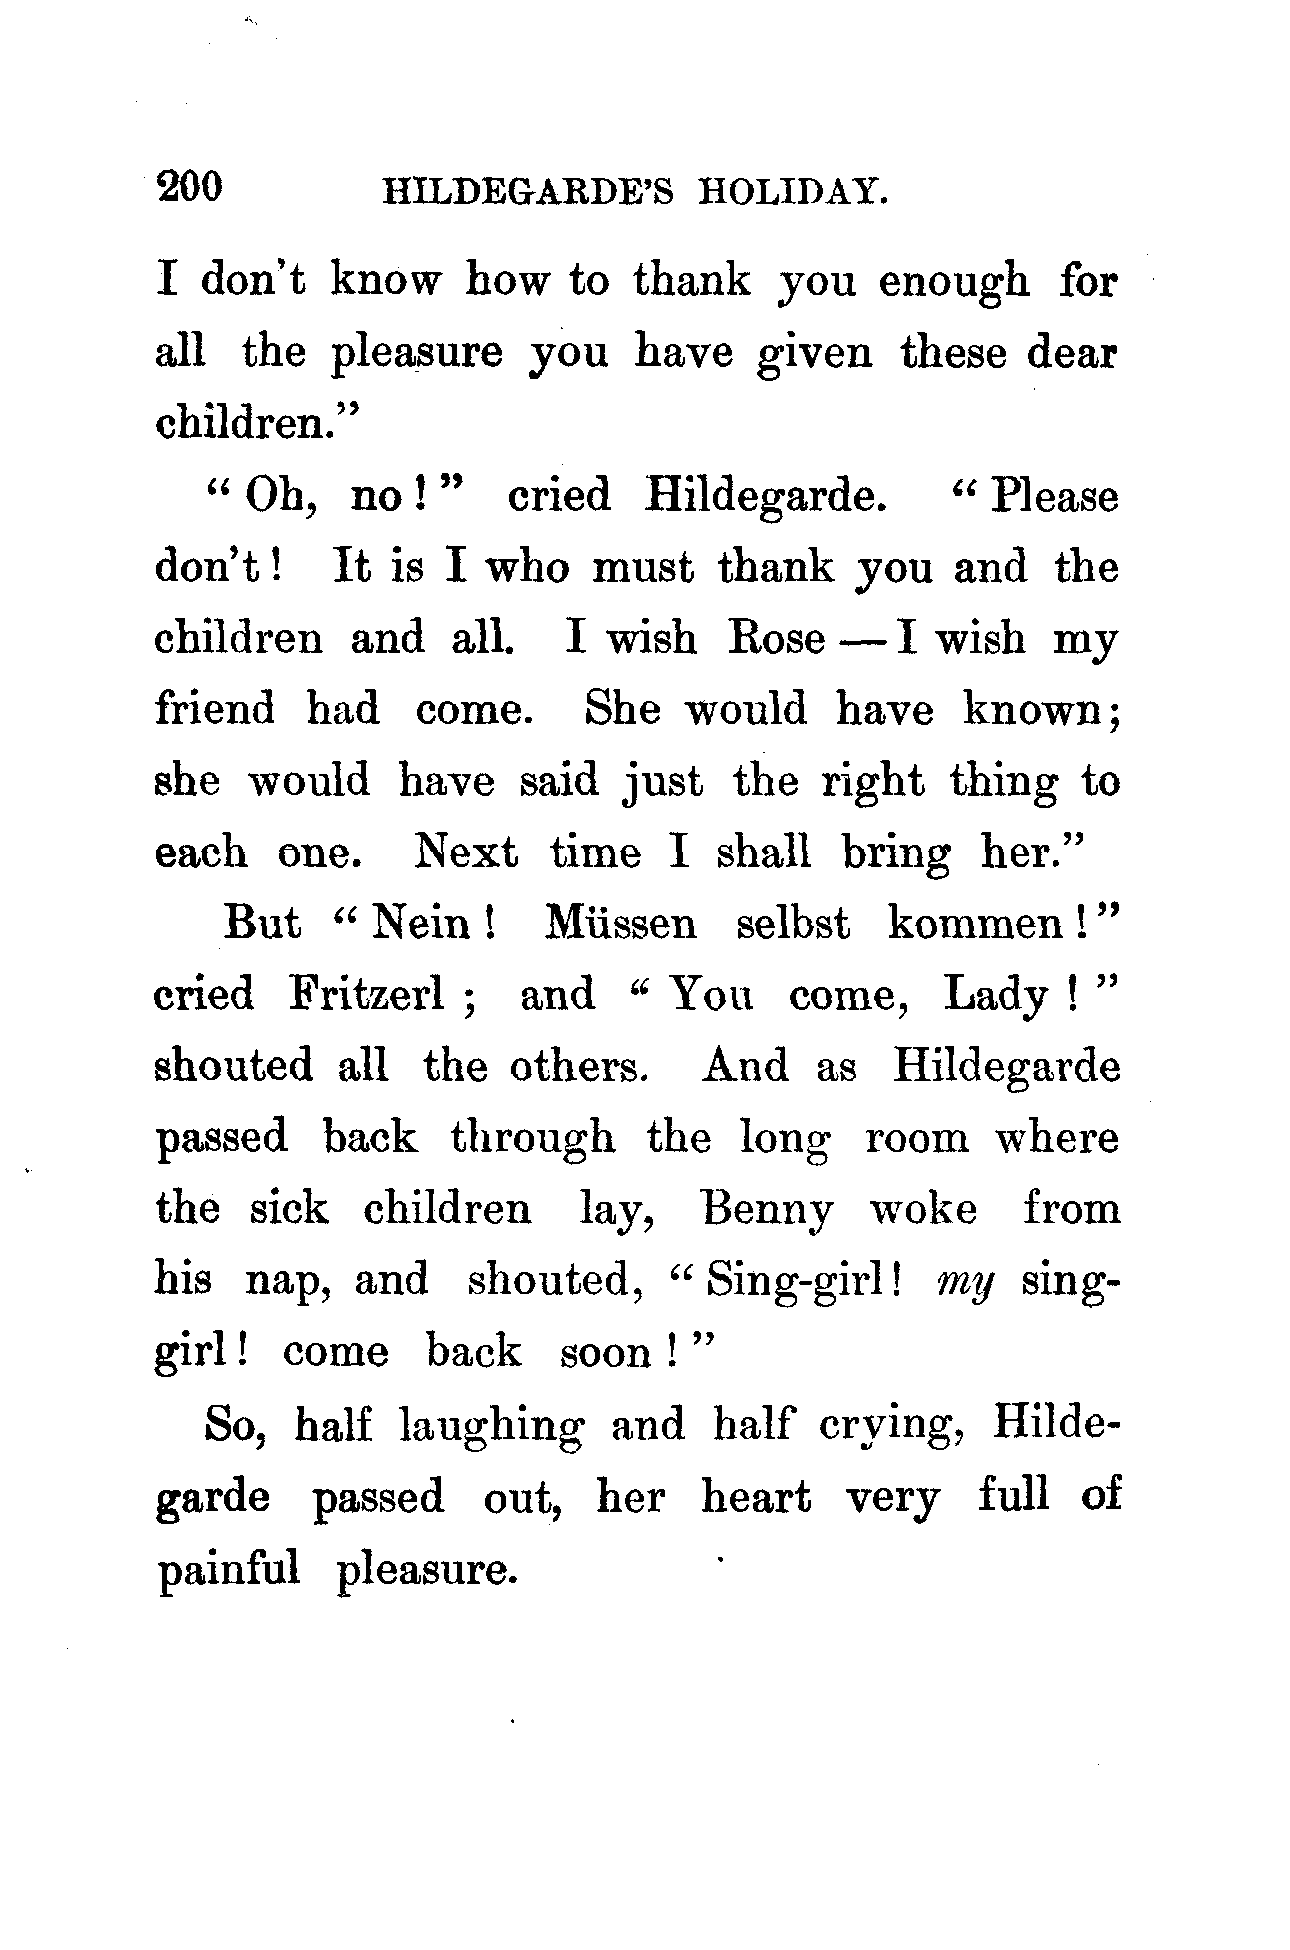 200 HILDEGARDE'S HOLIDAY.
I don't know how to thank you enough for
all the pleasure you have given these dear
children."
"Oh, no!" cried Hildegarde. "Please
don't! It is I who must thank you and the
children and all. I wish Rose — I wish my
friend had come. She would have known;
she would have said just the right thing to
each one. Next time I shall bring her."
But "Nein! Müssen selbst kommen!"
cried Fritzerl; and "You come, Lady!"
shouted all the others. And as Hildegarde
passed back through the long room where
the sick children lay, Benny woke from
his nap, and shouted, "Sing-girl! my sing-
girl! come back soon!"
So, half laughing and half crying, Hilde-
garde passed out, her heart very full of
painful pleasure.